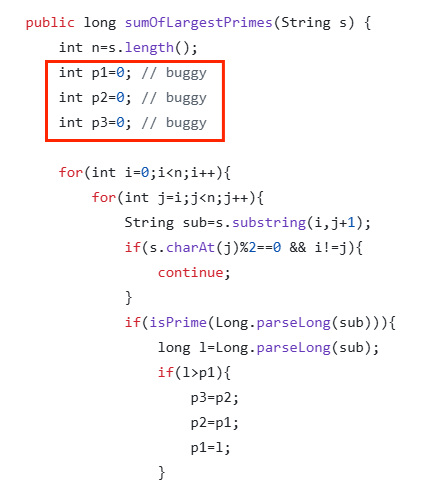 public long sumOfLargestPrimes(String s) {
    int n=s.length();
    int p1=0; // buggy
    int p2=0; // buggy
    int p3=0; // buggy

    for(int i=0;i<n;i++){
        for(int j=i;j<n;j++){
            String sub=s.substring(i,j+1);
            if(s.charAt(j)%2==0 && i!=j){
                continue;
            }
            if(isPrime(Long.parseLong(sub))){
                long l=Long.parseLong(sub);
                if(l>p1){
                    p3=p2;
                    p2=p1;
                    p1=l;
                }